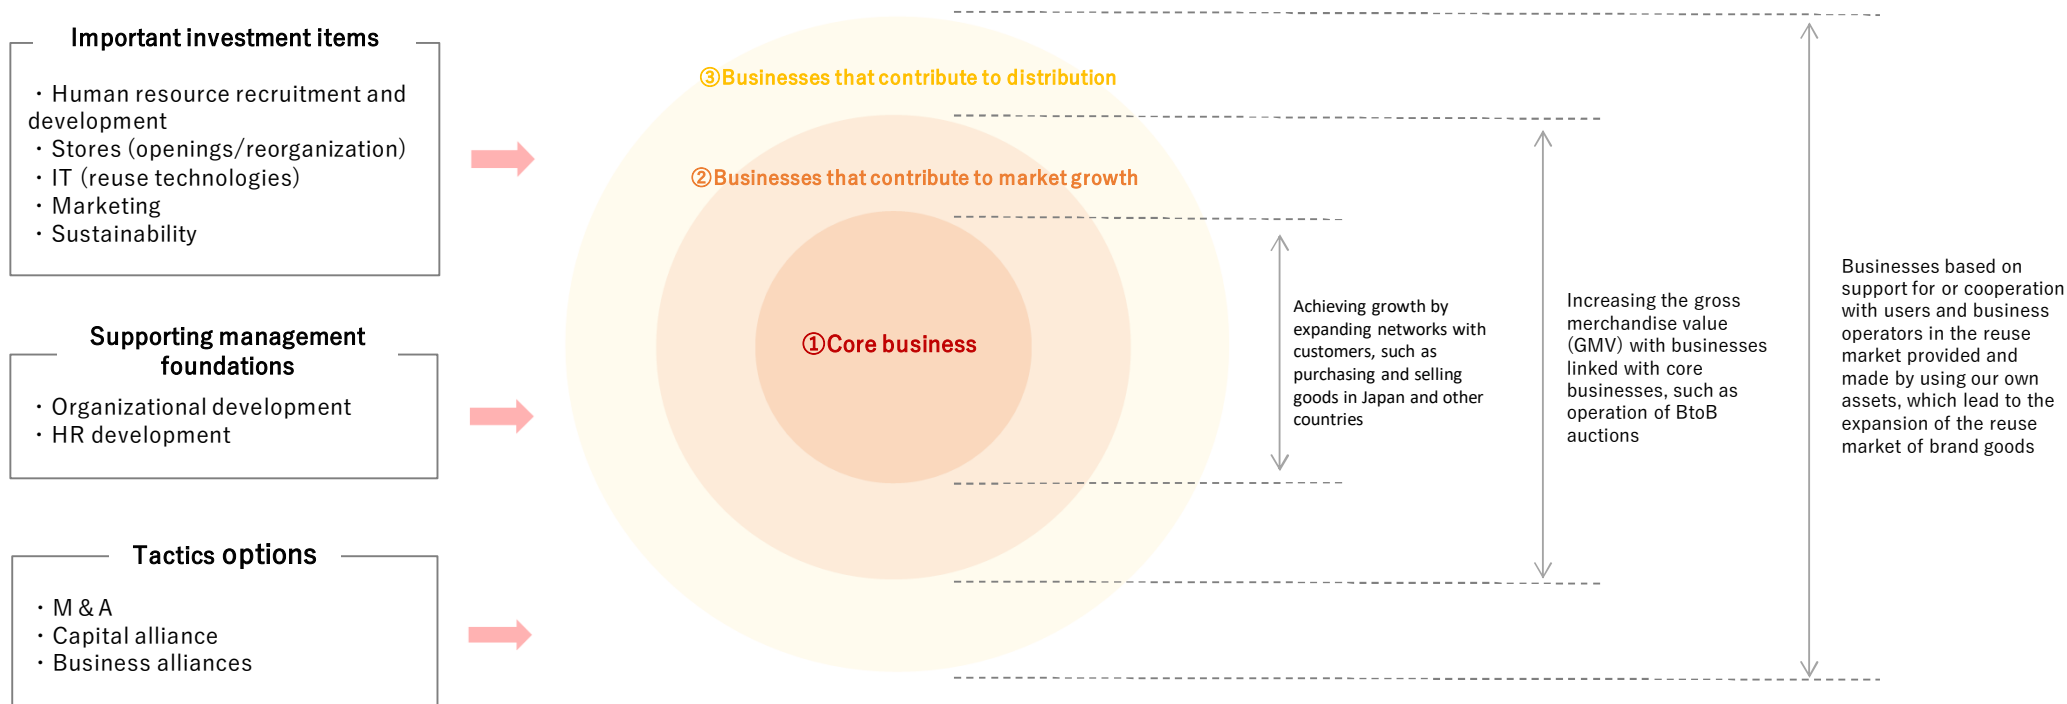 Important investment items
・Human resource recruitment and
development
・Stores (openings/reorganization)
・IT (reuse technologies)
・Marketing
・Sustainability
Supporting management
foundations
・Organizational development
・HR development
Tactics options
・M & A
・Capital alliance
・Business alliances
③Businesses that contribute to distribution
②Businesses that contribute to market growth
①Core business
Achieving growth by
expanding networks with
customers, such as
purchasing and selling
goods in Japan and other
countries
Increasing the gross
merchandise value
(GMV) with businesses
linked with core
businesses, such as
operation of BtoB
auctions
Businesses based on
support for or cooperation
with users and business
operators in the reuse
market provided and
made by using our own
assets, which lead to the
expansion of the reuse
market of brand goods